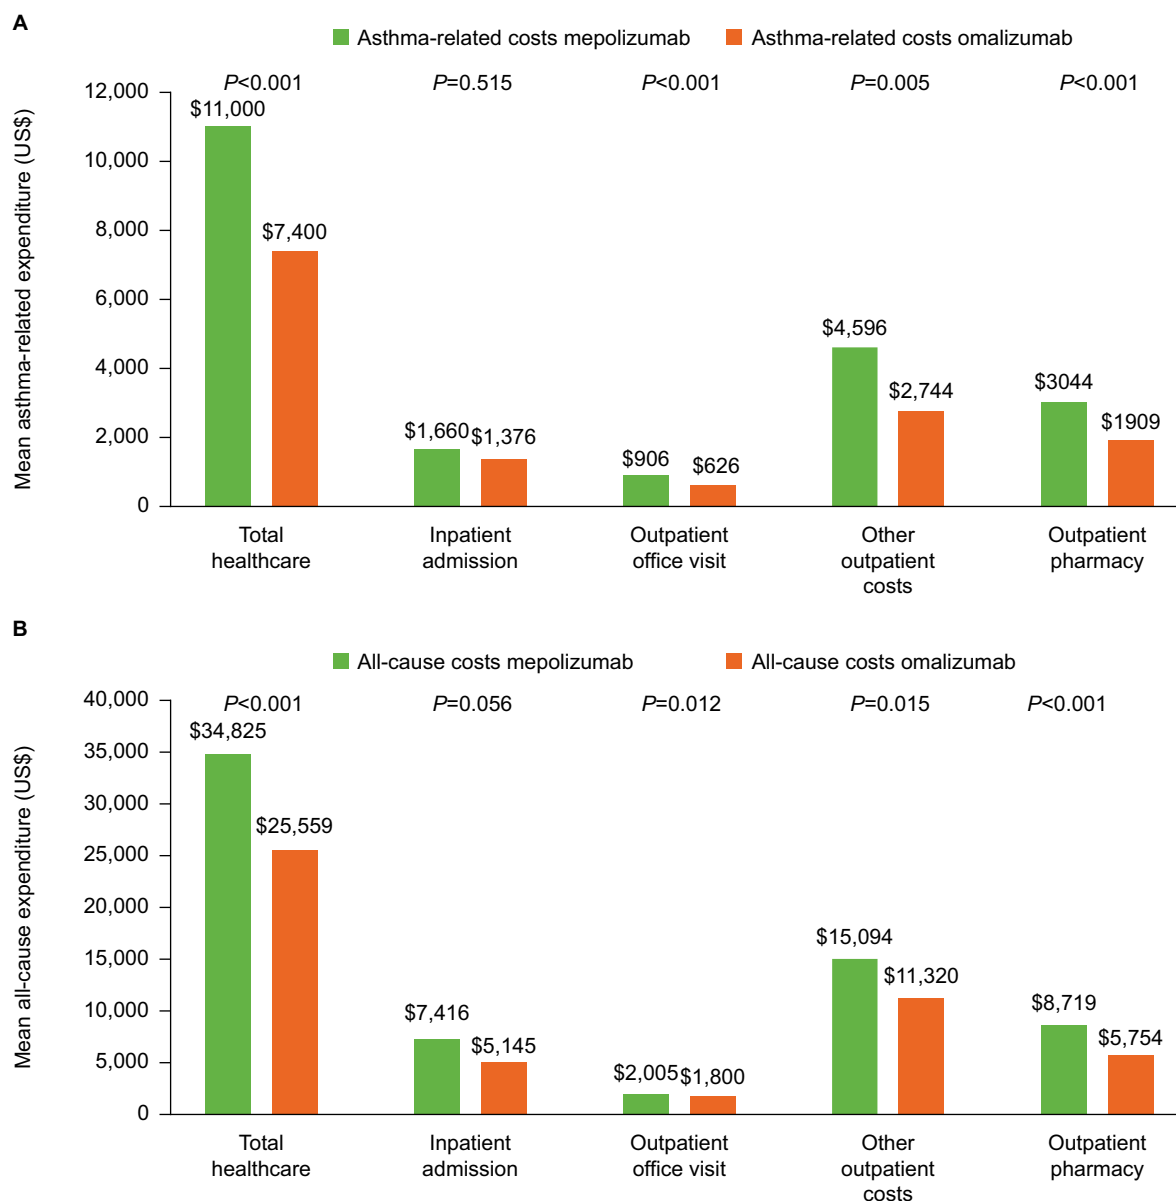 A
Asthma-related costs mepolizumab Asthma-related costs omalizumab
Mean asthma-related expenditure (US$)
P<0.001 P=0.515 P<0.001 P=0.005 P<0.001
12,000
10,000
8,000
6,000
4,000
2,000
0
$11,000
$7,400
$1,660
$1,376
$906
$626
$4,596
$2,744
$3044
$1909
Total
healthcare
Inpatient
admission
Outpatient
office visit
Other
outpatient
costs
Outpatient
pharmacy
B
All-cause costs mepolizumab All-cause costs omalizumab
Mean all-cause expenditure (US$)
P<0.001 P=0.056 P=0.012 P=0.015 P<0.001
40,000
35,000
30,000
25,000
20,000
15,000
10,000
5,000
0
$34,825
$25,559
$7,416
$5,145
$2,005
$1,800
$15,094
$11,320
$8,719
$5,754
Total
healthcare
Inpatient
admission
Outpatient
office visit
Other
outpatient
costs
Outpatient
pharmacy